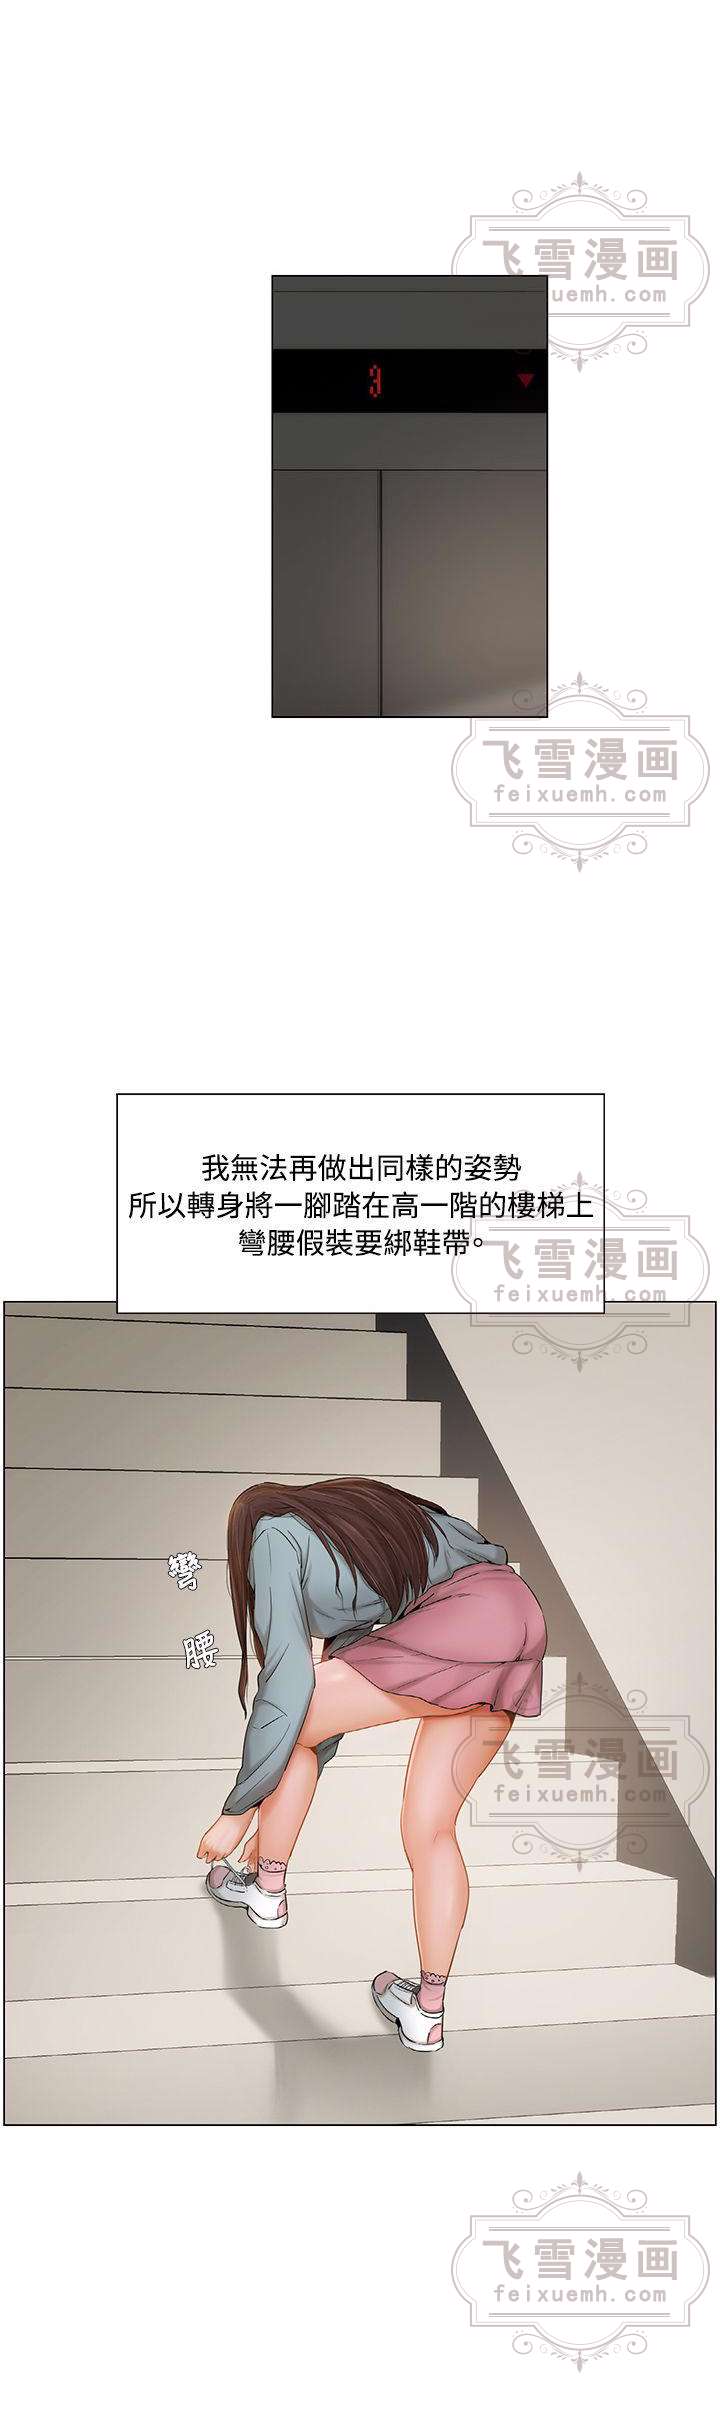 飞雪漫画
uemh.com
3
飞雪漫画
feixuemh.com
我無法再做出同樣的姿勢
所以轉身將一腳踏在高一階的樓梯上
彎腰假裝要綁鞋帶。
飞雪漫画
feixuemh.com
彎
腰
飞雪漫画
feixuemh.com
飞雪漫画
feixuemh.com